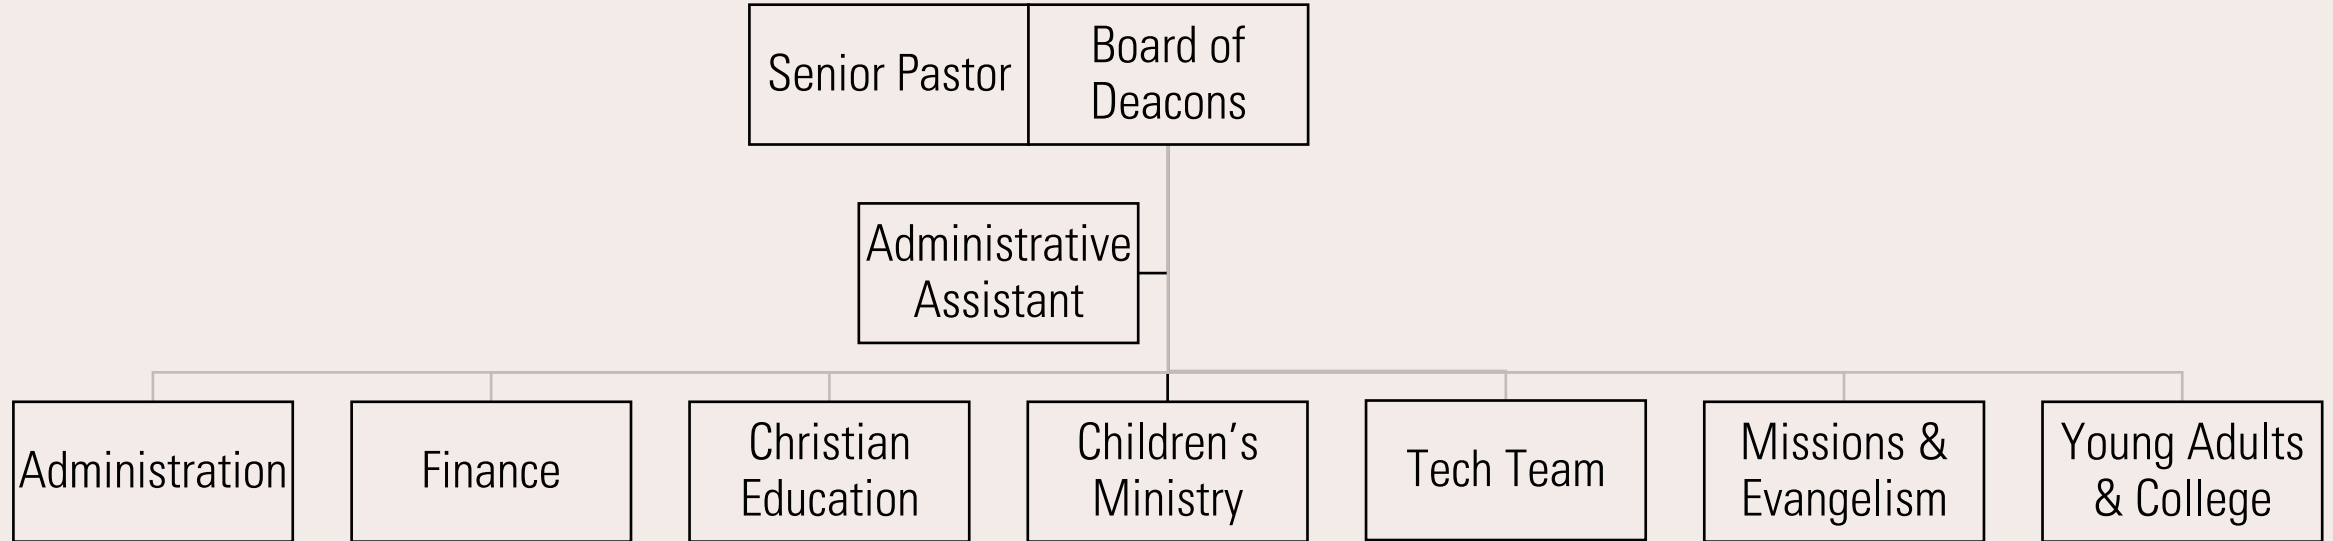 Senior Pastor
Board of
Deacons
Administrative
Assistant
Administration
Finance
Christian
Education
Children’s
Ministry
Tech Team
Missions &
Evangelism
Young Adults
& College